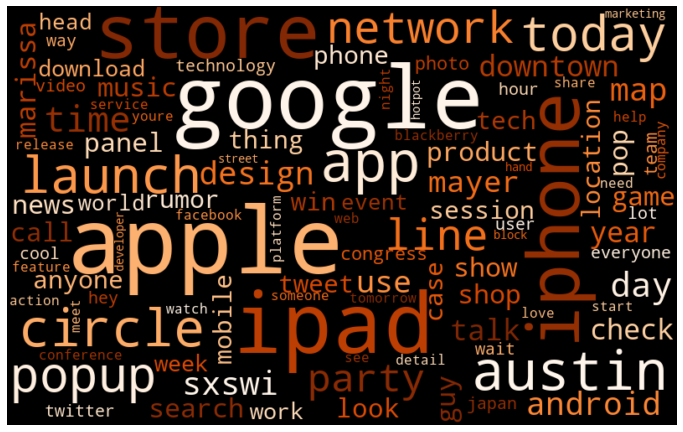 head
store
network
today
marketing
way
marissa
phone
photo
downtown
download
technology
google
hour
share
map
video
music
night
hotpot
service
time
youre
tech
help
release
panel
thing
blackberry
app
product
iphone
location
pop
team
company
launch
design
street
hand
mayer
need
game
news
world
rumor
win
event
session
lot
facebook
platform
web
user
call
apple
line
block
year
cool
developer
congress
everyone
feature
anyone
tweet
use
case
show
day
action
hey
mobile
someone
tomorrow
shop
watch
love
start
circle
meet
ipad
talk
check
conference
week
see
detail
wait
popup
sxswi
party
guy
austin
twitter
search
work
look
japan
android